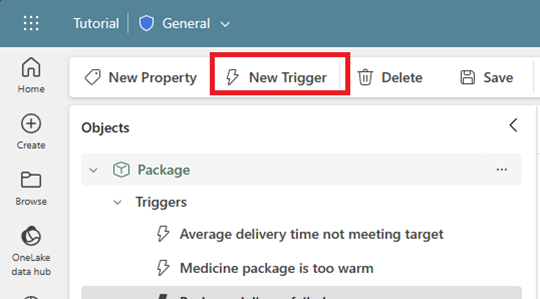 Tutorial General
New Property New Trigger Delete Save
Home
Create
Browse
OneLake
data hub
Objects
Package
Triggers
Average delivery time not meeting target
Medicine package is too warm